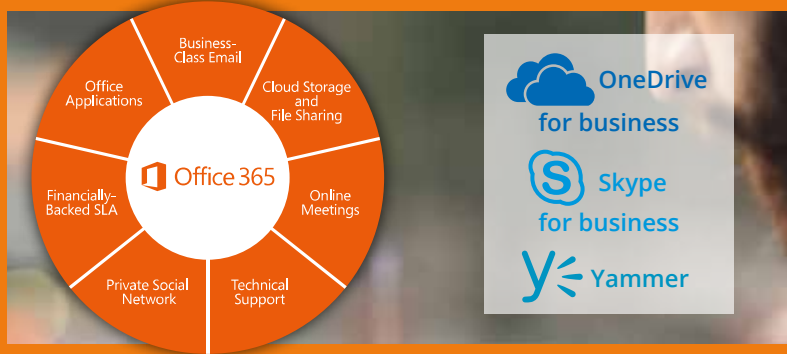 Business-
Class Email
Cloud Storage
and
File Sharing
Online
Meetings
Technical
Support
Private Social
Network
Financially-
Backed SLA
Office
Applications
Office 365
OneDrive
for business
Skype
for business
Yammer